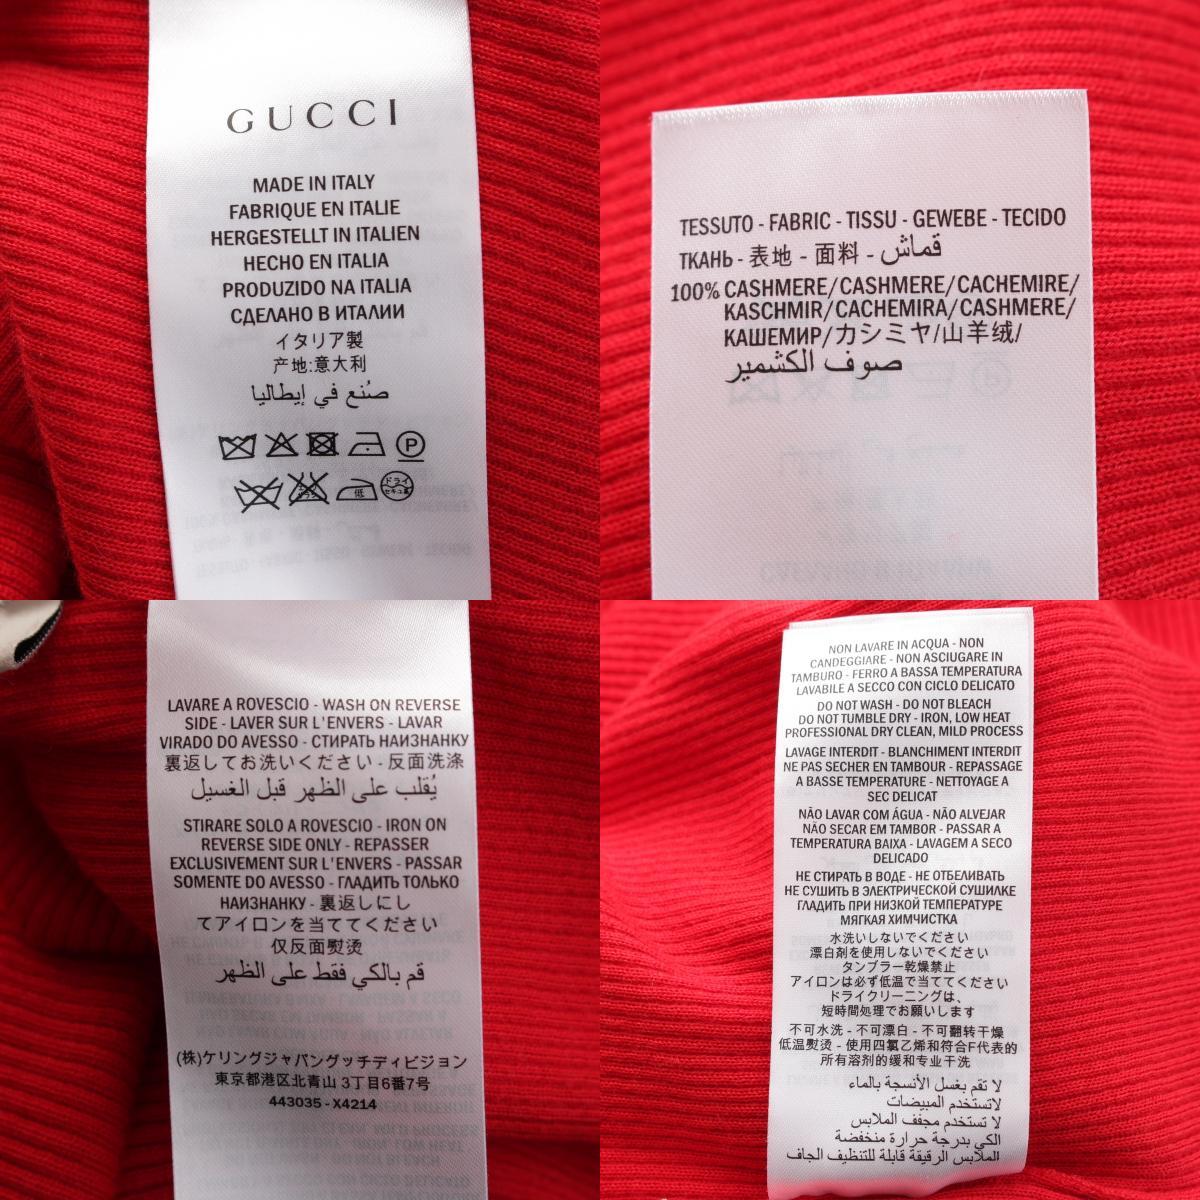 GUCCI
MADE IN ITALY
FABRIQUE EN ITALIE
HERGESTELLT IN ITALIEN
HECHO EN ITALIA
PRODUZIDO NA ITALIA
СДЕЛАНО В ИТАЛИИ
イタリア製
产地:意大利
صُنع في إيطاليا
P
低
ドライ
セキユ系
TESSUTO - FABRIC - TISSU - GEWEBE - TECIDO
ТКАНЬ - 表地 - 面料 - قماش
100% CASHMERE/CASHMERE/CACHEMIRE/
KASCHMIR/CACHEMIRA/CASHMERE/
КАШЕМИР/カシミヤ/山羊绒/
صوف الكشمير
LAVARE A ROVESCIO - WASH ON REVERSE
SIDE - LAVER SUR L'ENVERS - LAVAR
VIRADO DO AVESSO - СТИРАТЬ НАИЗНАНКУ
裏返してお洗いください - 反面洗涤
يُقلب على الظهر قبل الغسيل
STIRARE SOLO A ROVESCIO - IRON ON
REVERSE SIDE ONLY - REPASSER
EXCLUSIVEMENT SUR L'ENVERS - PASSAR
SOMENTE DO AVESSO - ГЛАДИТЬ ТОЛЬКО
НАИЗНАНКУ - 裏返しにし
てアイロンを当ててください
仅反面熨烫
قم بالكي فقط على الظهر
(株)ケリングジャパングッチディビジョン
東京都港区北青山 3丁目6番7号
443035 - X4214
NON LAVARE IN ACQUA - NON
CANDEGGIARE - NON ASCIUGARE IN
TAMBURO - FERRO A BASSA TEMPERATURA
LAVABILE A SECCO CON CICLO DELICATO
DO NOT WASH - DO NOT BLEACH
DO NOT TUMBLE DRY - IRON, LOW HEAT
PROFESSIONAL DRY CLEAN, MILD PROCESS
LAVAGE INTERDIT - BLANCHIMENT INTERDIT
NE PAS SECHER EN TAMBOUR - REPASSAGE
A BASSE TEMPERATURE - NETTOYAGE A
SEC DELICAT
NÃO LAVAR COM ÁGUA - NÃO ALVEJAR
NÃO SECAR EM TAMBOR - PASSAR A
TEMPERATURA BAIXA - LAVAGEM A SECO
DELICADO
НЕ СТИРАТЬ В ВОДЕ - НЕ ОТБЕЛИВАТЬ
НЕ СУШИТЬ В ЭЛЕКТРИЧЕСКОЙ СУШИЛКЕ
ГЛАДИТЬ ПРИ НИЗКОЙ ТЕМПЕРАТУРЕ
МЯГКАЯ ХИМЧИСТКА
水洗いしないでください
漂白剤を使用しないでください
タンブラー乾燥禁止
アイロンは必ず低温で当ててください
ドライクリーニングは、
短時間処理でお願いします
不可水洗 - 不可漂白 - 不可翻转干燥
低温熨烫 - 使用四氯乙烯和符合F代表的
所有溶剂的缓和专业干洗
لا تقم بغسل الأنسجة بالماء
لاتستخدم المبيضات
لا تستخدم مجفف الملابس
الكي بدرجة حرارة منخفضة
الملابس الرقيقة قابلة للتنظيف الجاف